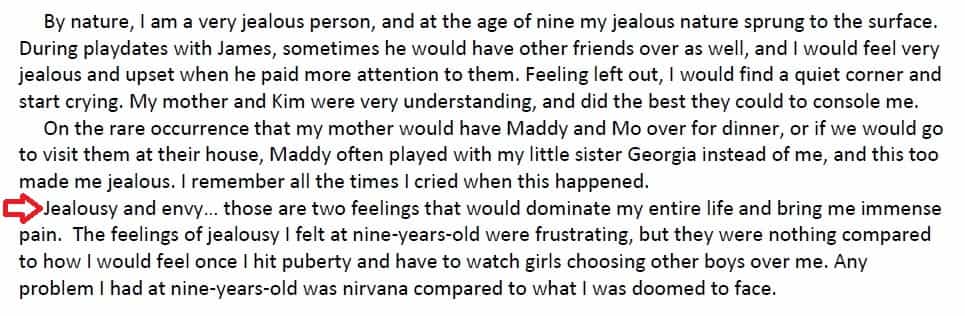 By nature, I am a very jealous person, and at the age of nine my jealous nature sprung to the surface.
During playdates with James, sometimes he would have other friends over as well, and I would feel very
jealous and upset when he paid more attention to them. Feeling left out, I would find a quiet corner and
start crying. My mother and Kim were very understanding, and did the best they could to console me.
On the rare occurrence that my mother would have Maddy and Mo over for dinner, or if we would go
to visit them at their house, Maddy often played with my little sister Georgia instead of me, and this too
made me jealous. I remember all the times I cried when this happened.
Jealousy and envy... those are two feelings that would dominate my entire life and bring me immense
pain.  The feelings of jealousy I felt at nine-years-old were frustrating, but they were nothing compared
to how I would feel once I hit puberty and have to watch girls choosing other boys over me. Any
problem I had at nine-years-old was nirvana compared to what I was doomed to face.